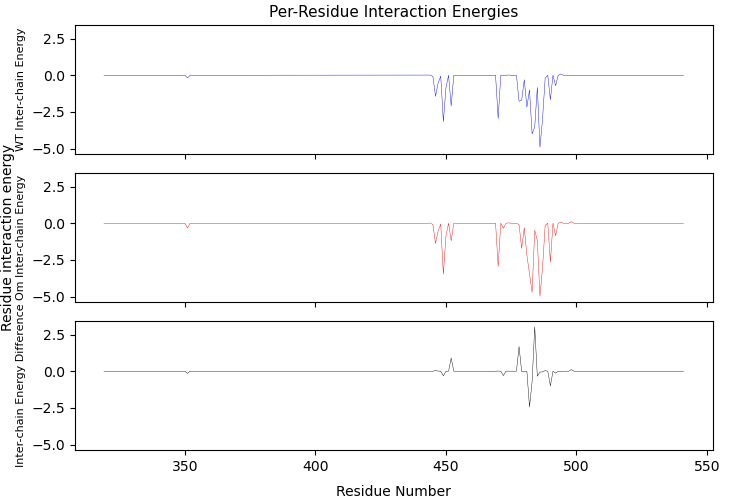 Per-Residue Interaction Energies
Residue interaction energy
WT Inter-chain Energy
2.5
0.0
−2.5
−5.0
Om Inter-chain Energy
2.5
0.0
−2.5
−5.0
Inter-chain Energy Difference
2.5
0.0
−2.5
−5.0
350
400
450
500
550
Residue Number